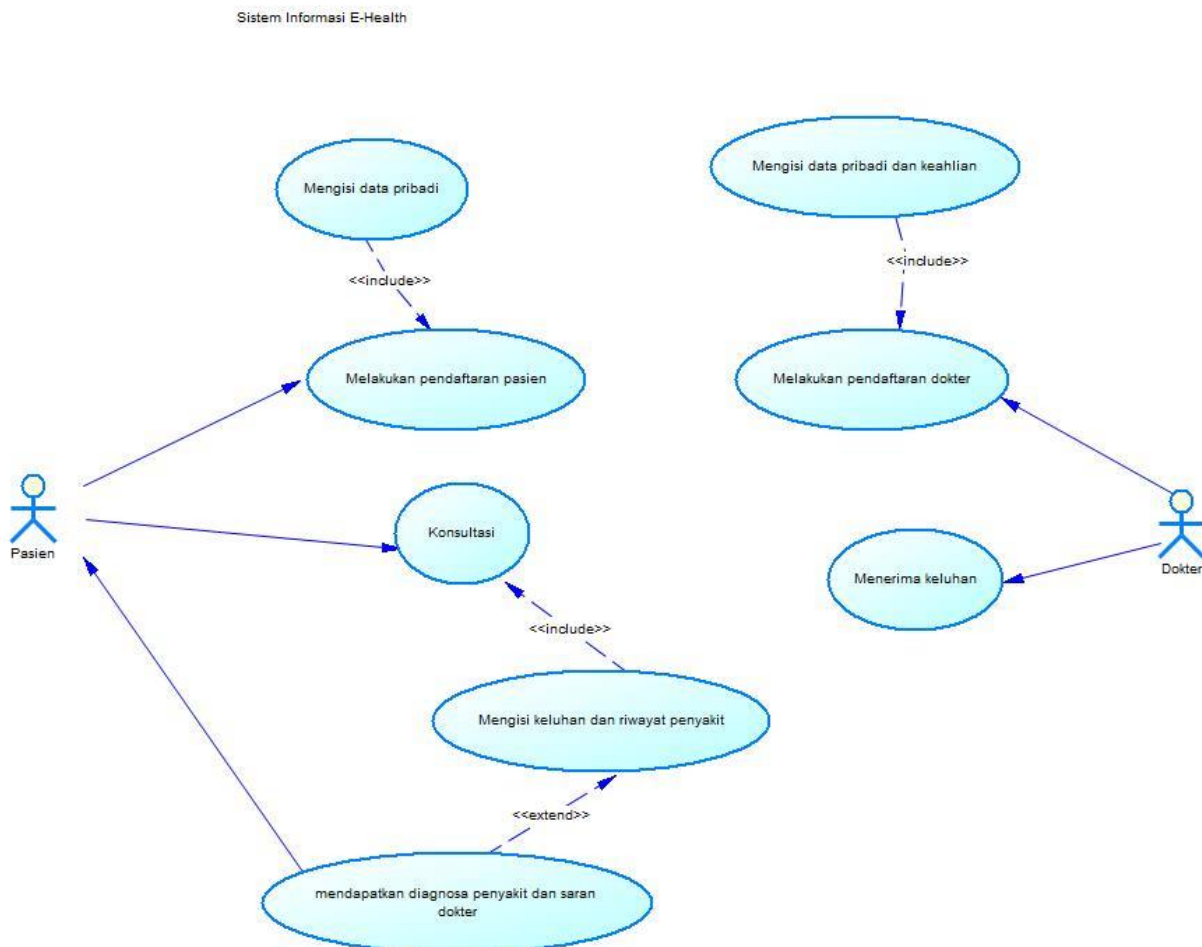 Sistem Informasi E-Health
Mengisi data pribadi
Mengisi data pribadi dan keahlian
<<include>>
<<include>>
Melakukan pendaftaran pasien
Melakukan pendaftaran dokter
Pasien
Konsultasi
Menerima keluhan
Dokter
<<include>>
Mengisi keluhan dan riwayat penyakit
<<extend>>
mendapatkan diagnosa penyakit dan saran
dokter